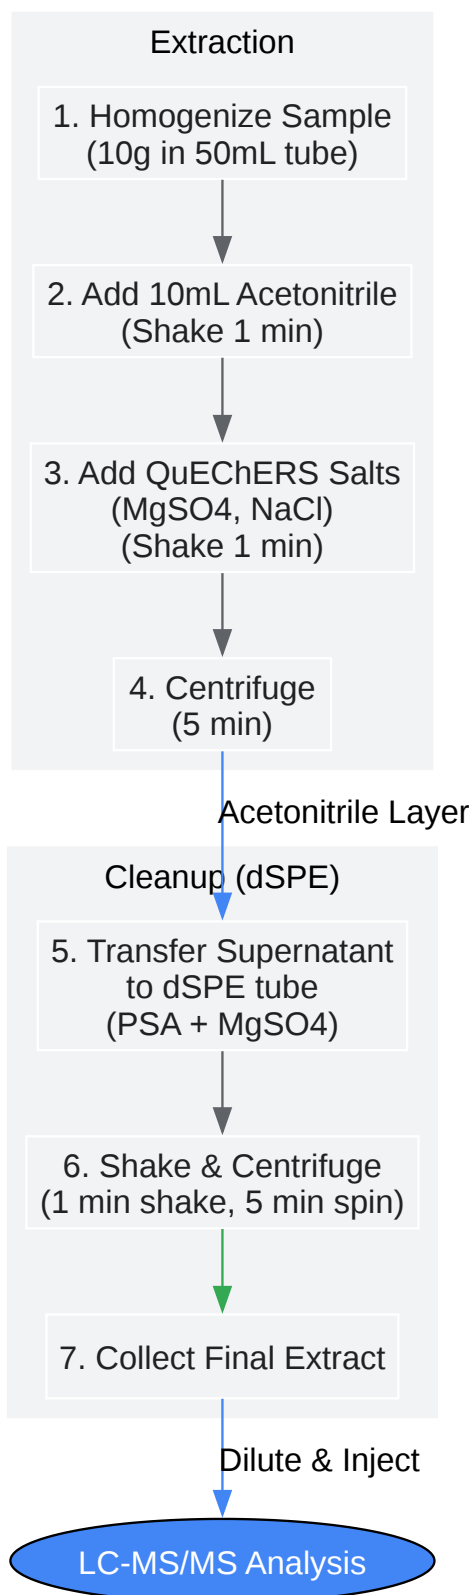 Extraction
1. Homogenize Sample
(10g in 50mL tube)
2. Add 10mL Acetonitrile
(Shake 1 min)
3. Add QuEChERS Salts
(MgSO4, NaCl)
(Shake 1 min)
4. Centrifuge
(5 min)
Acetonitrile Layer
Cleanup (dSPE)
5. Transfer Supernatant
to dSPE tube
(PSA + MgSO4)
6. Shake & Centrifuge
(1 min shake, 5 min spin)
7. Collect Final Extract
Dilute & Inject
LC-MS/MS Analysis